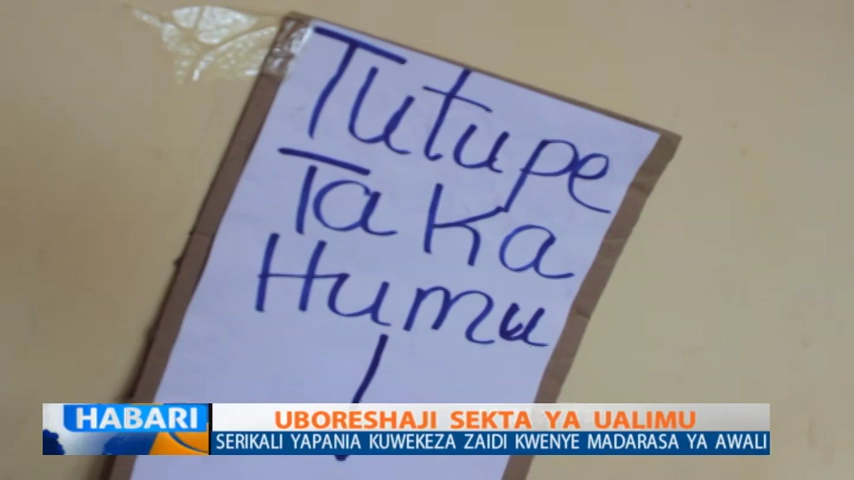 Tutupe
Taka
Humu
HABARI
UBORESHAJI SEKTA YA UALIMU
SERIKALI YAPANIA KUWEKEZA ZAIDI KWENYE MADARASA YA AWALI